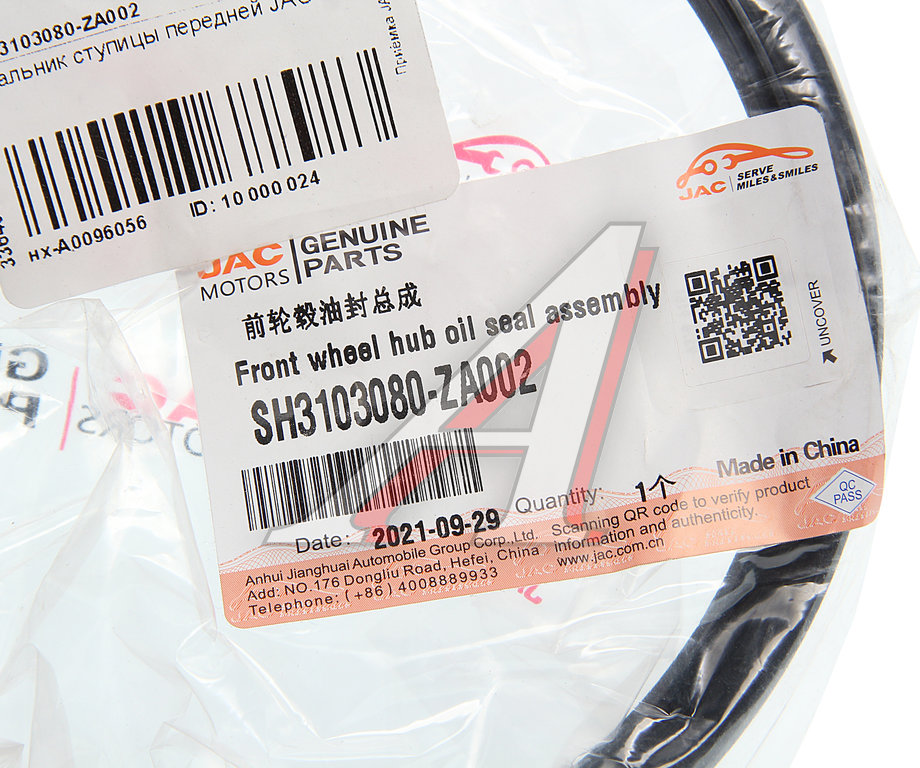 3103080-ZA002
альник ступицы передней JAC
Приёмка JA
нх-А0096056
ID: 10 000 024
JAC MOTORS
GENUINE PARTS
JAC
SERVE
MILES & SMILES
前轮毂油封总成
Front wheel hub oil seal assembly
SH3103080-ZA002
UNCOVER
Made in China
QC PASS
Quantity: 1个
Date: 2021-09-29
Scanning QR code to verify product
information and authenticity.
www.jac.com.cn
Anhui Jianghuai Automobile Group Corp.,Ltd.
Add: NO.176 Dongliu Road, Hefei, China
Telephone: (+86) 4008889933